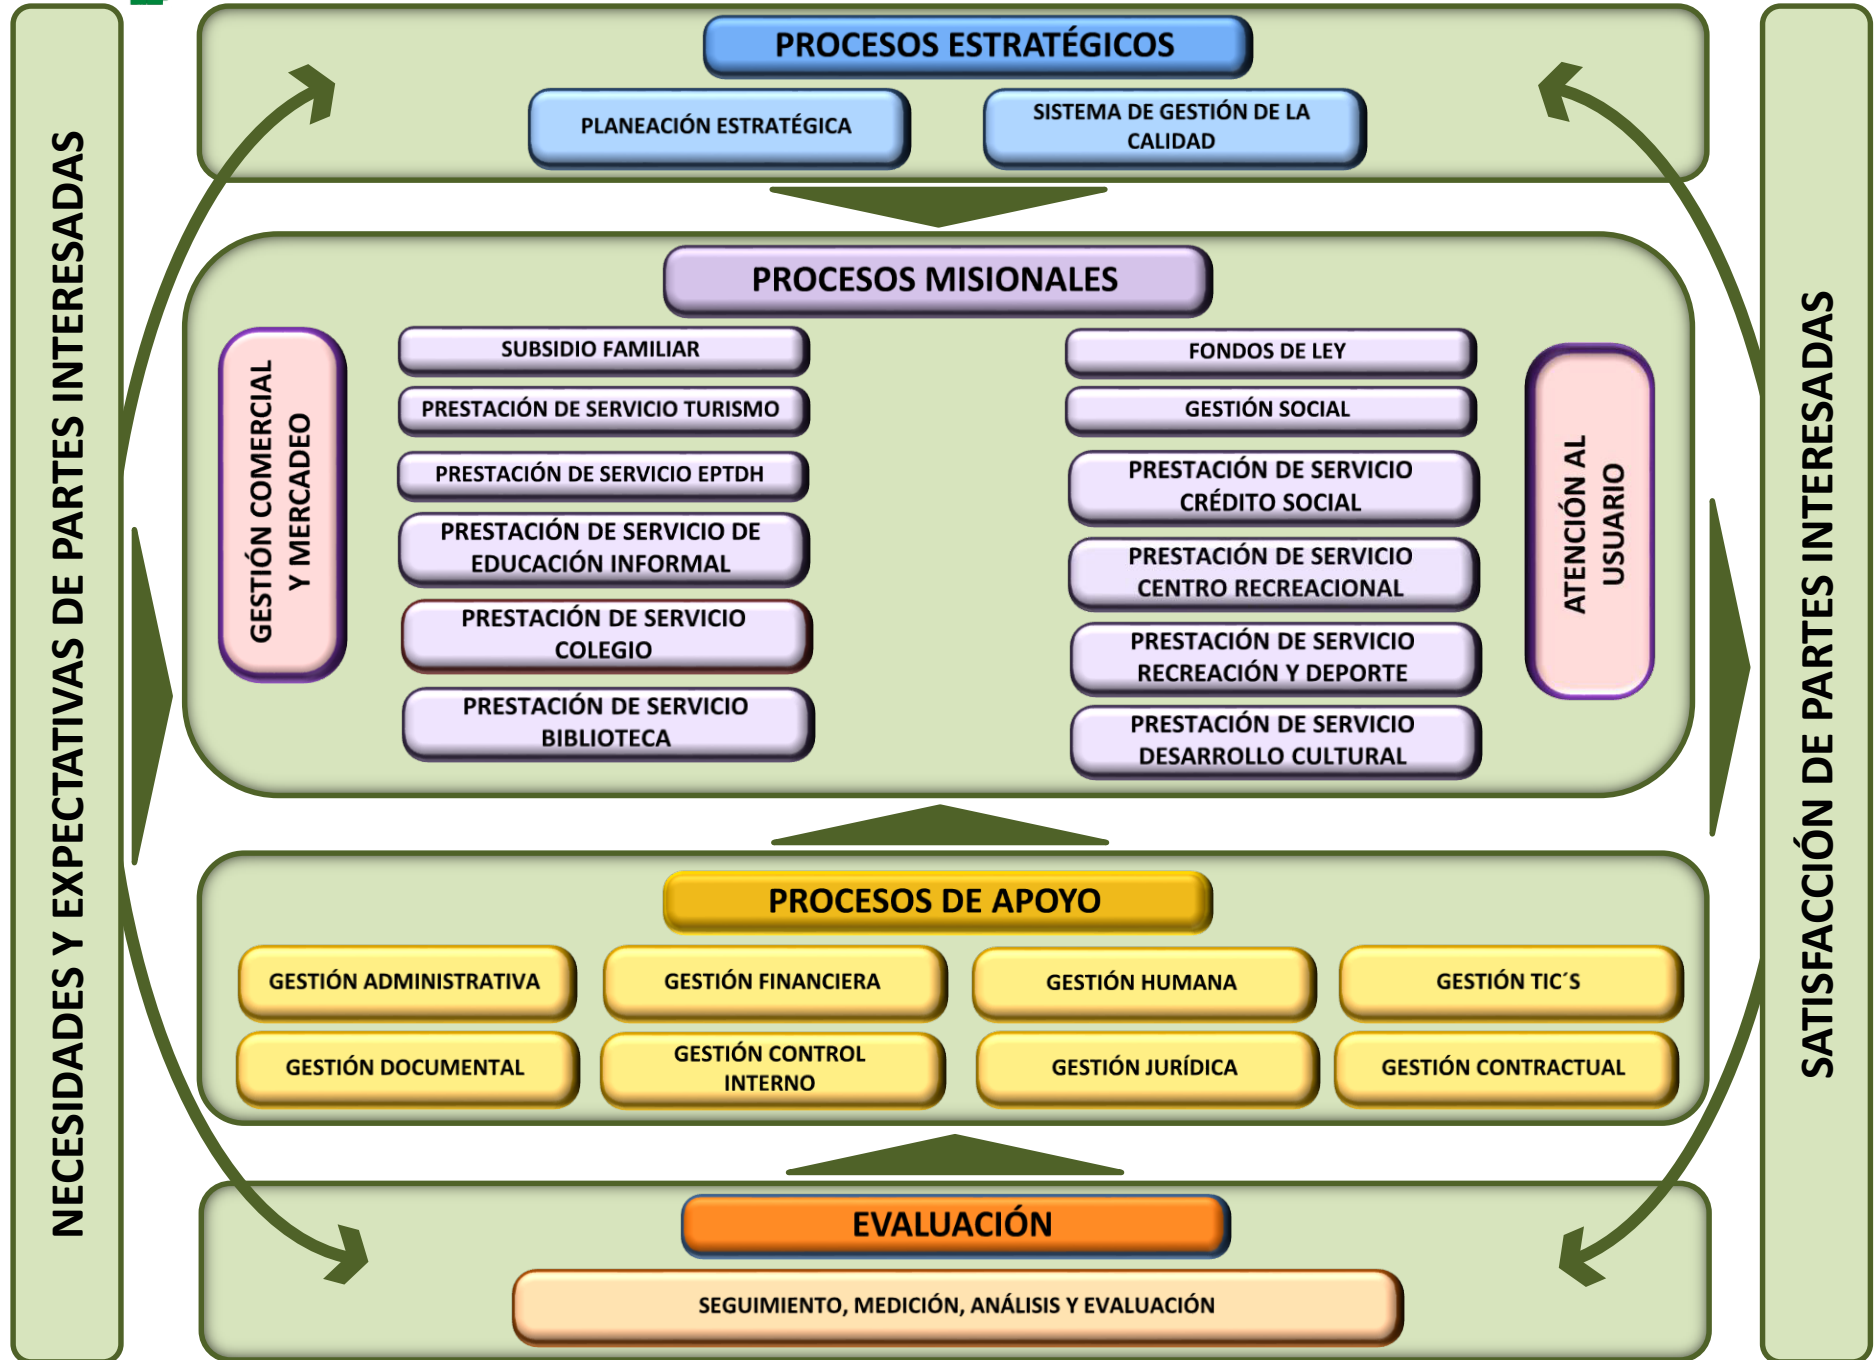 NECESIDADES Y EXPECTATIVAS DE PARTES INTERESADAS
PROCESOS ESTRATÉGICOS
PLANEACIÓN ESTRATÉGICA
SISTEMA DE GESTIÓN DE LA
CALIDAD
PROCESOS MISIONALES
GESTIÓN COMERCIAL
Y MERCADEO
SUBSIDIO FAMILIAR
PRESTACIÓN DE SERVICIO TURISMO
PRESTACIÓN DE SERVICIO EPTDH
PRESTACIÓN DE SERVICIO DE
EDUCACIÓN INFORMAL
PRESTACIÓN DE SERVICIO
COLEGIO
PRESTACIÓN DE SERVICIO
BIBLIOTECA
FONDOS DE LEY
GESTIÓN SOCIAL
PRESTACIÓN DE SERVICIO
CRÉDITO SOCIAL
PRESTACIÓN DE SERVICIO
CENTRO RECREACIONAL
PRESTACIÓN DE SERVICIO
RECREACIÓN Y DEPORTE
PRESTACIÓN DE SERVICIO
DESARROLLO CULTURAL
ATENCIÓN AL
USUARIO
PROCESOS DE APOYO
GESTIÓN ADMINISTRATIVA
GESTIÓN FINANCIERA
GESTIÓN HUMANA
GESTIÓN TIC´S
GESTIÓN DOCUMENTAL
GESTIÓN CONTROL
INTERNO
GESTIÓN JURÍDICA
GESTIÓN CONTRACTUAL
EVALUACIÓN
SEGUIMIENTO, MEDICIÓN, ANÁLISIS Y EVALUACIÓN
SATISFACCIÓN DE PARTES INTERESADAS